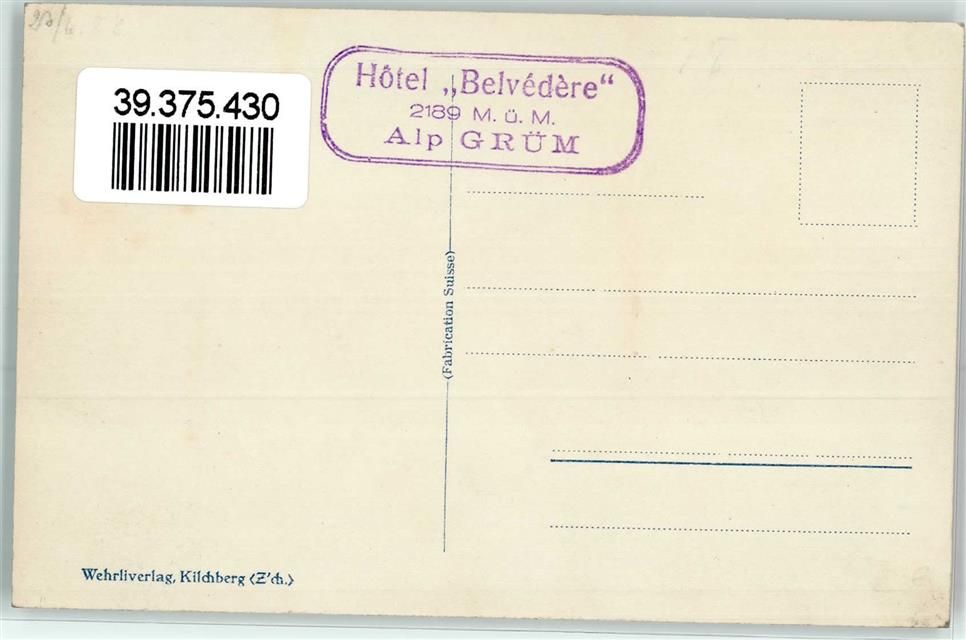 39.375.430
Hôtel „Belvédère“
2189 M. ü. M.
Alp GRÜM
(Fabrication Suisse)
Wehrliverlag, Kilchberg (Z'ch.)